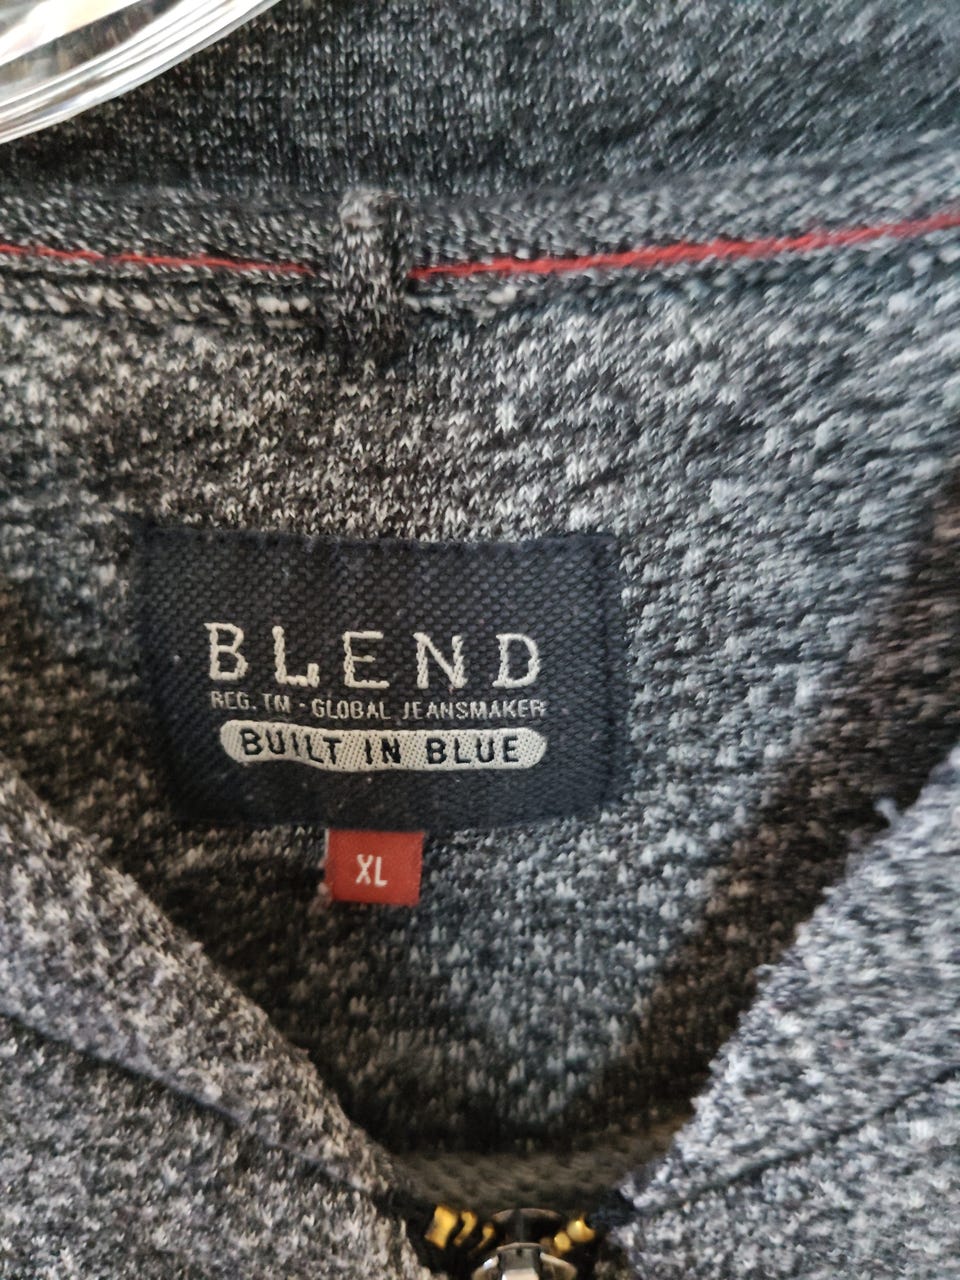 BLEND
REG. TM - GLOBAL JEANSMAKER
BUILT IN BLUE
XL